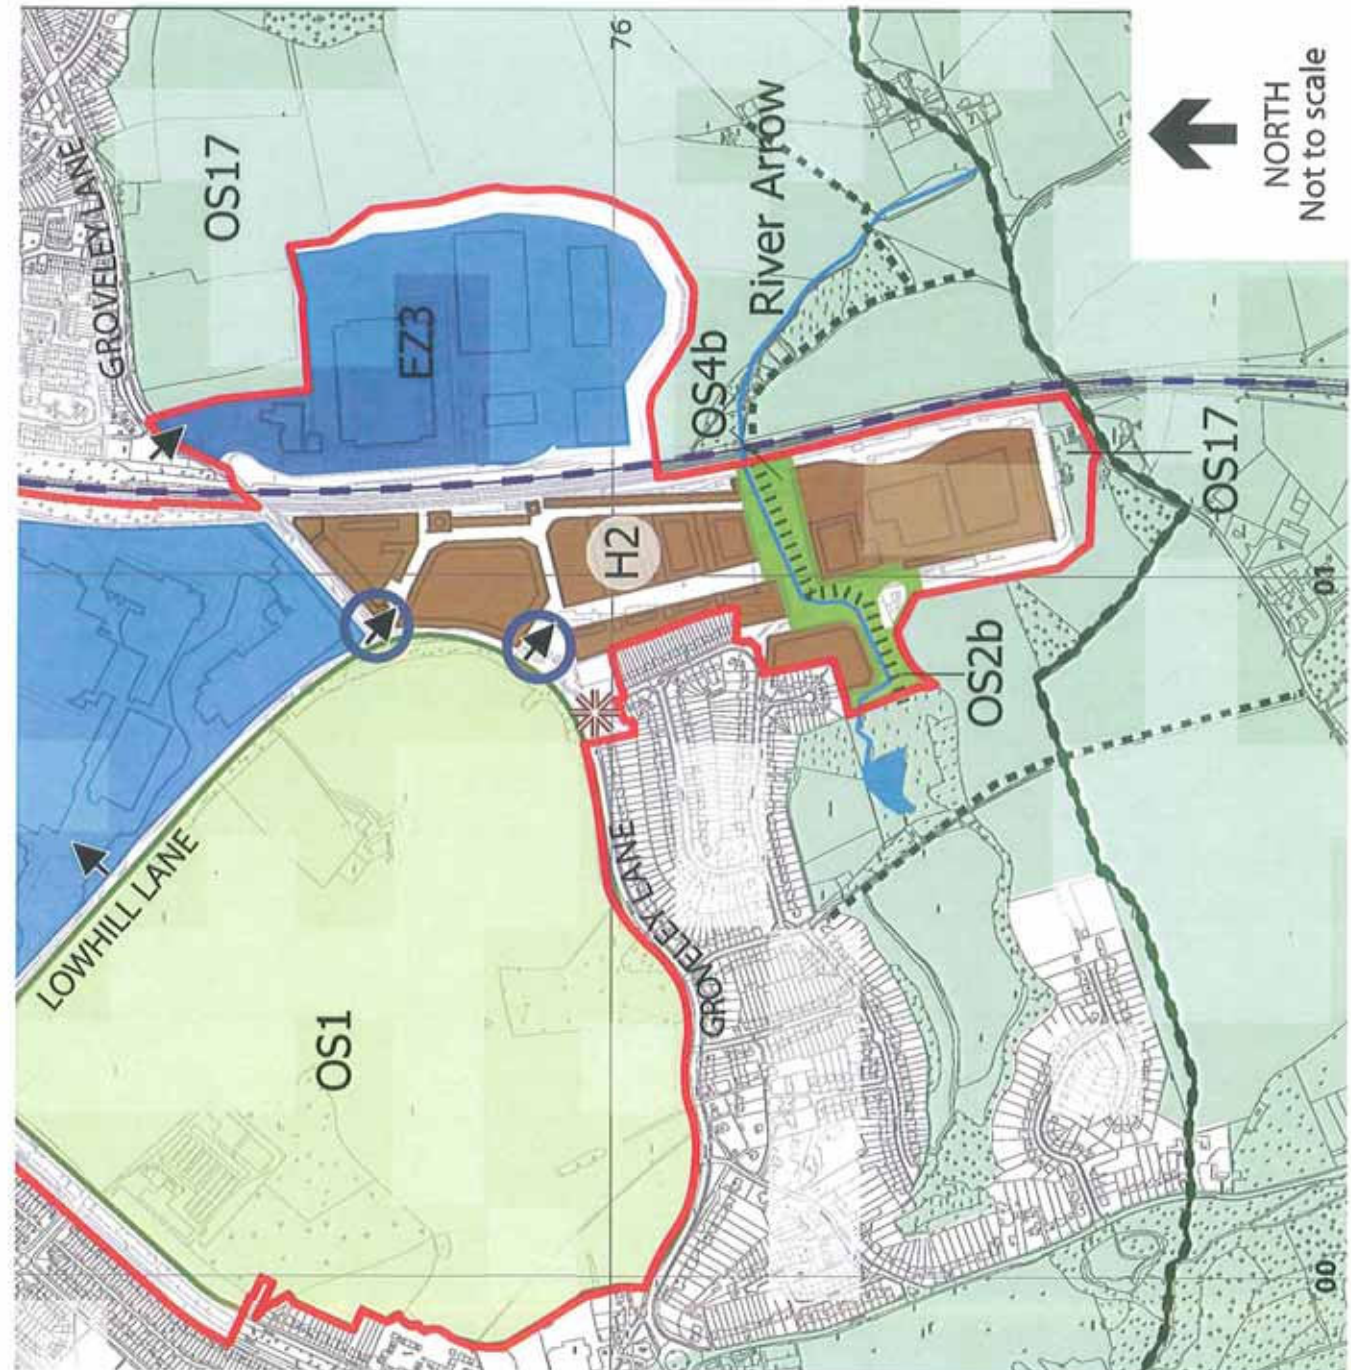 76
GROVELEY LANE
OS17
EZ3
River Arrow
OS4b
H2
NORTH
Not to scale
OS17
01
OS2b
LOWHILL LANE
OS1
GROVELEY LANE
00